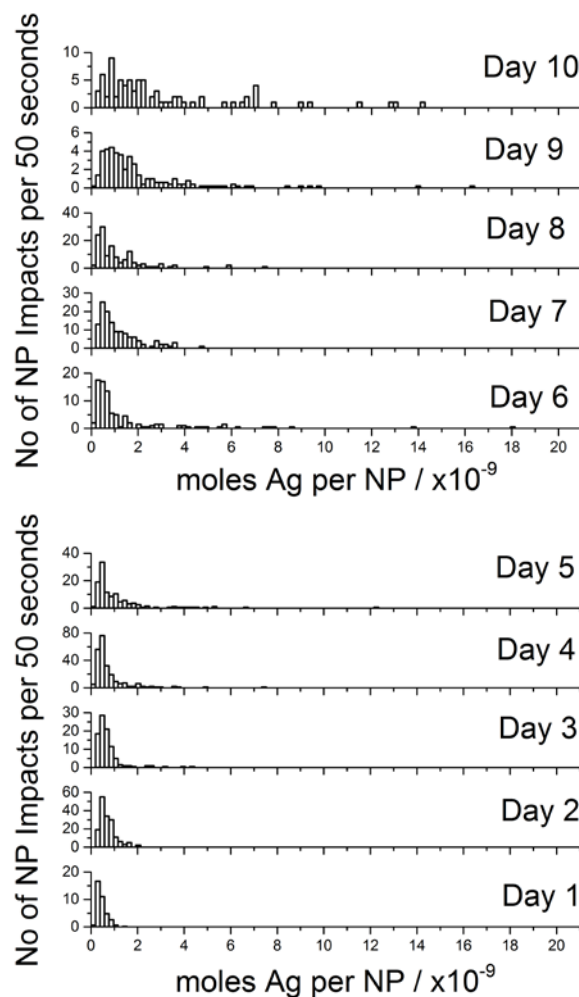 No of NP Impacts per 50 seconds
10
5
0
Day 10
6
4
2
0
Day 9
40
20
0
Day 8
30
20
10
0
Day 7
20
10
0
Day 6
0 2 4 6 8 10 12 14 16 18 20
moles Ag per NP / x10⁻⁹
No of NP Impacts per 50 seconds
40
20
0
Day 5
80
40
0
Day 4
30
20
10
0
Day 3
60
40
20
0
Day 2
20
10
0
Day 1
0 2 4 6 8 10 12 14 16 18 20
moles Ag per NP / x10⁻⁹